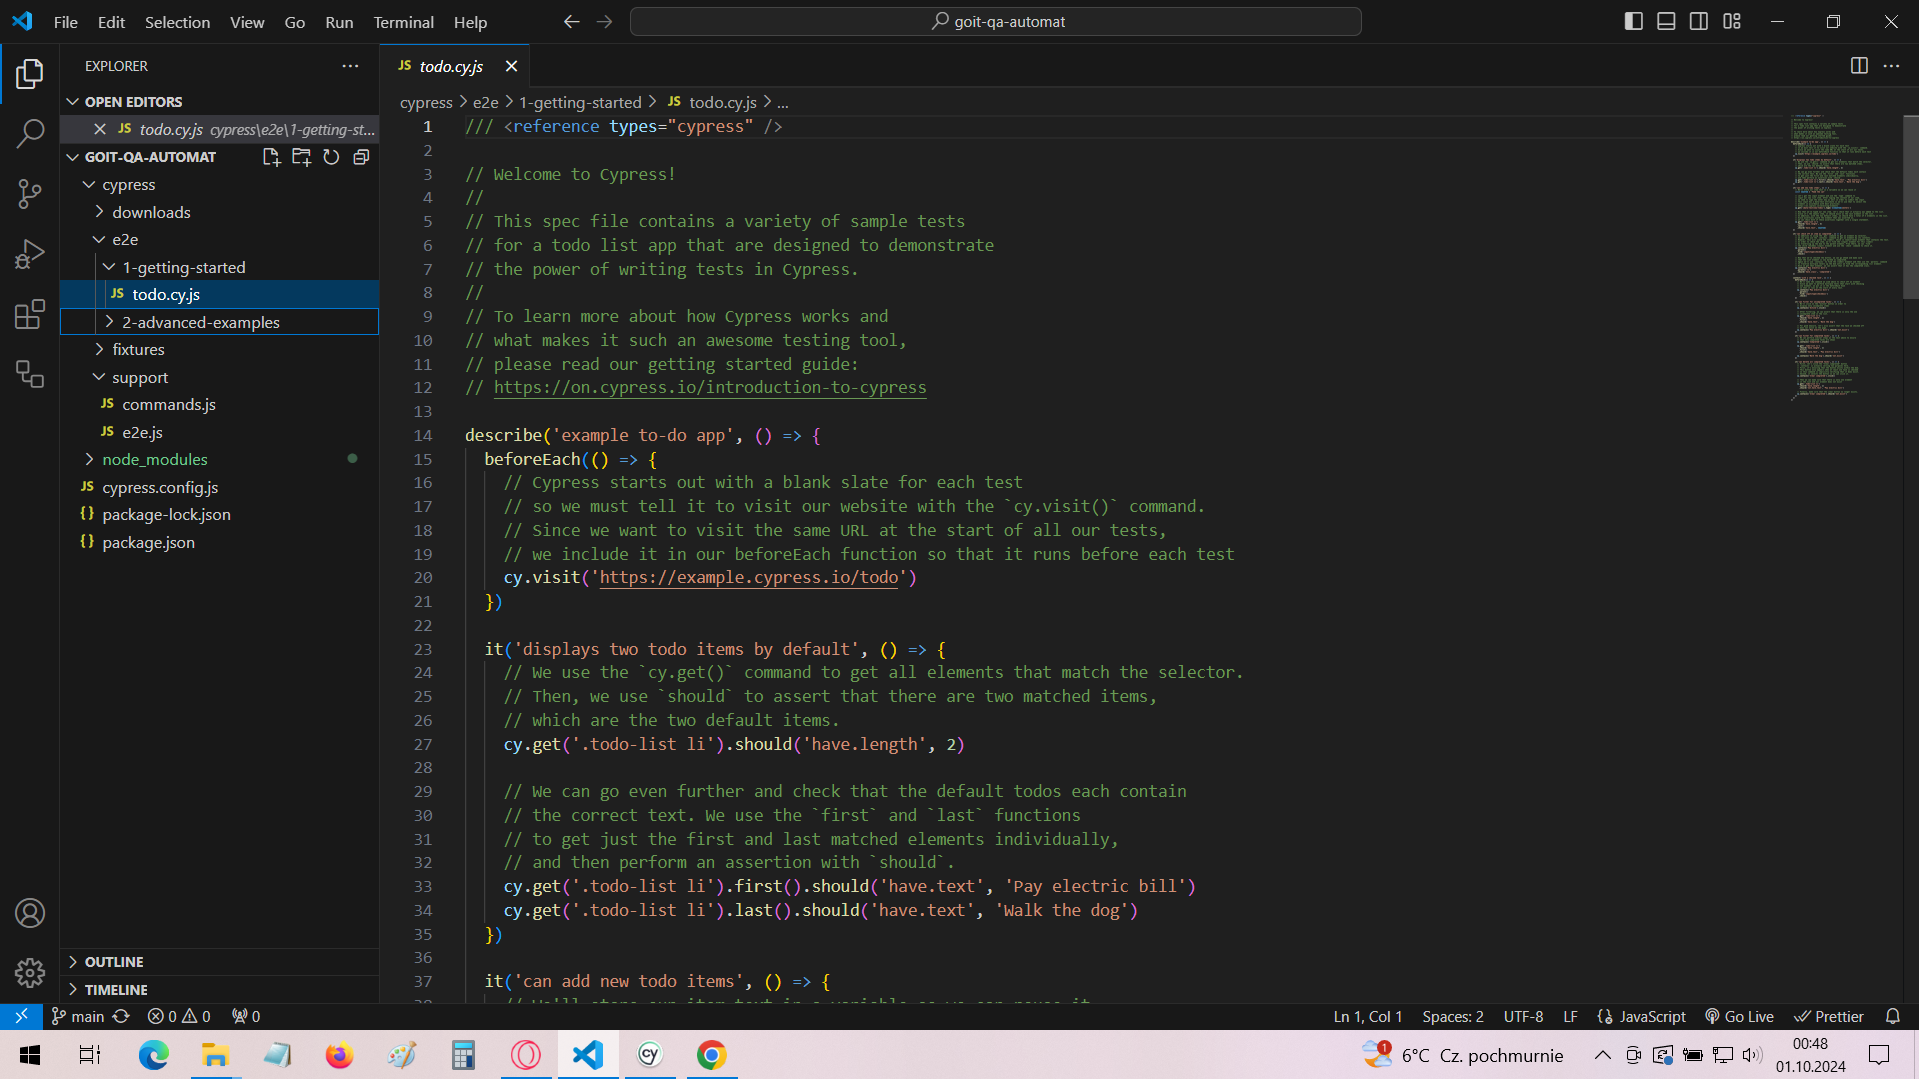 File Edit Selection View Go Run Terminal Help
goit-qa-automat
EXPLORER
OPEN EDITORS
JS todo.cy.js cypress\e2e\1-getting-st...
GOIT-QA-AUTOMAT
cypress
downloads
e2e
1-getting-started
JS todo.cy.js
2-advanced-examples
fixtures
support
JS commands.js
JS e2e.js
node_modules
JS cypress.config.js
{} package-lock.json
{} package.json
OUTLINE
TIMELINE
JS todo.cy.js
cypress > e2e > 1-getting-started > JS todo.cy.js > ...
1 /// <reference types="cypress" />
2
3 // Welcome to Cypress!
4 //
5 // This spec file contains a variety of sample tests
6 // for a todo list app that are designed to demonstrate
7 // the power of writing tests in Cypress.
8 //
9 // To learn more about how Cypress works and
10 // what makes it such an awesome testing tool,
11 // please read our getting started guide:
12 // https://on.cypress.io/introduction-to-cypress
13
14 describe('example to-do app', () => {
15 beforeEach(() => {
16 // Cypress starts out with a blank slate for each test
17 // so we must tell it to visit our website with the `cy.visit()` command.
18 // Since we want to visit the same URL at the start of all our tests,
19 // we include it in our beforeEach function so that it runs before each test
20 cy.visit('https://example.cypress.io/todo')
21 })
22
23 it('displays two todo items by default', () => {
24 // We use the `cy.get()` command to get all elements that match the selector.
25 // Then, we use `should` to assert that there are two matched items,
26 // which are the two default items.
27 cy.get('.todo-list li').should('have.length', 2)
28
29 // We can go even further and check that the default todos each contain
30 // the correct text. We use the `first` and `last` functions
31 // to get just the first and last matched elements individually,
32 // and then perform an assertion with `should`.
33 cy.get('.todo-list li').first().should('have.text', 'Pay electric bill')
34 cy.get('.todo-list li').last().should('have.text', 'Walk the dog')
35 })
36
37 it('can add new todo items', () => {
main 0 0 0
Ln 1, Col 1 Spaces: 2 UTF-8 LF {} JavaScript Go Live Prettier
cy
1 6°C Cz. pochmurnie
00:48
01.10.2024